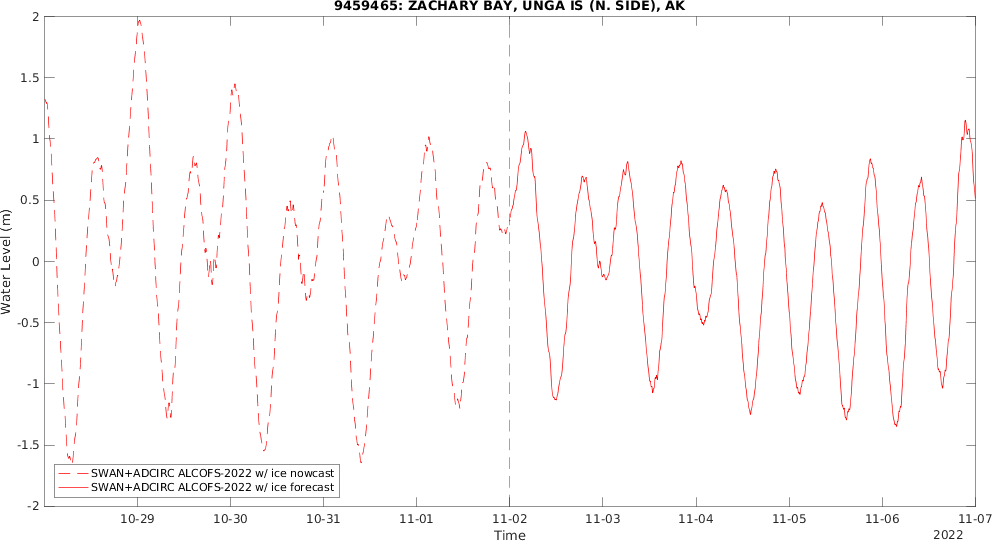 9459465: ZACHARY BAY, UNGA IS (N. SIDE), AK
2
1.5
1
0.5
0
-0.5
-1
-1.5
-2
Water Level (m)
SWAN+ADCIRC ALCOFS-2022 w/ ice nowcast
SWAN+ADCIRC ALCOFS-2022 w/ ice forecast
10-29 10-30 10-31 11-01 11-02 11-03 11-04 11-05 11-06 11-07
Time
2022